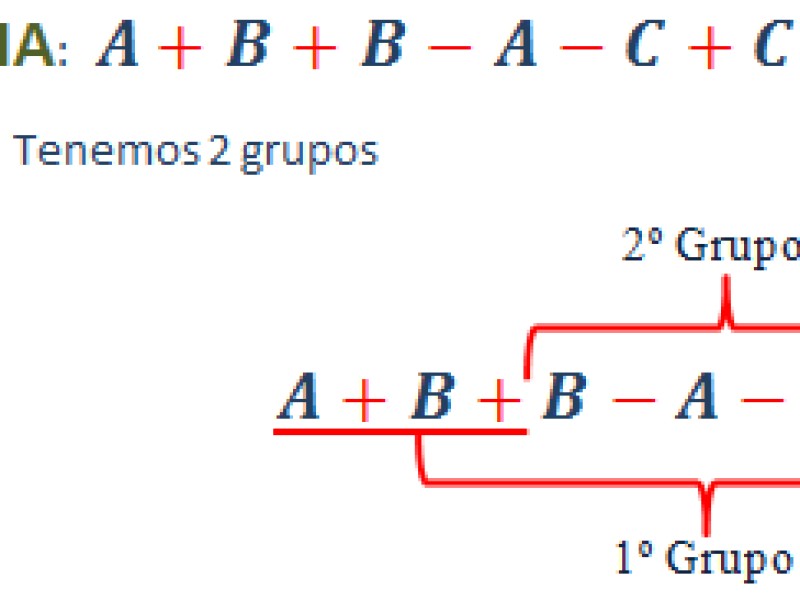 IA: A + B + B − A − C + C
Tenemos 2 grupos
2º Grupo
A + B + B − A −
1º Grupo